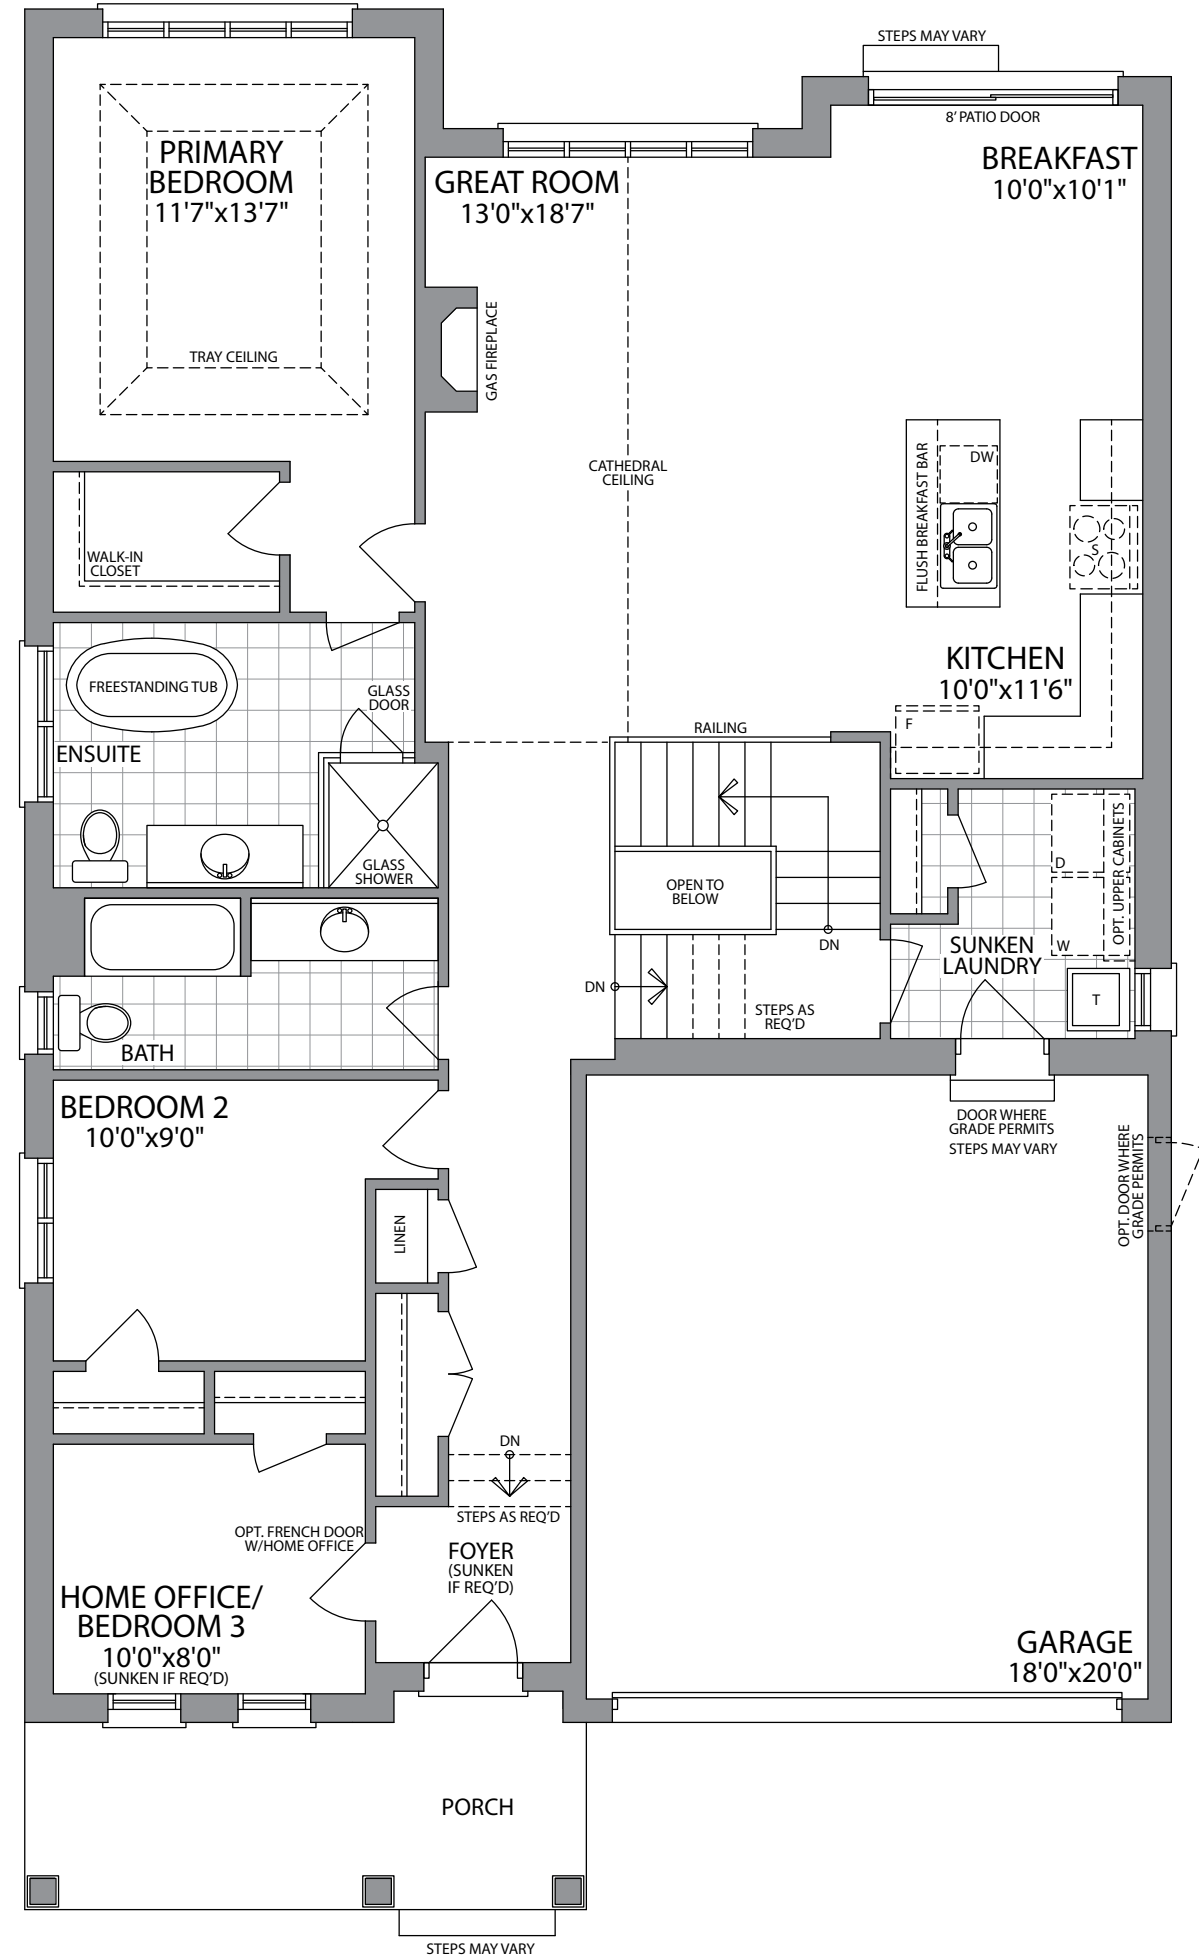 STEPS MAY VARY
8' PATIO DOOR
PRIMARY
BEDROOM
11'7"x13'7"
TRAY CEILING
GREAT ROOM
13'0"x18'7"
BREAKFAST
10'0"x10'1"
GAS FIREPLACE
CATHEDRAL
CEILING
FLUSH BREAKFAST BAR
DW
S
WALK-IN
CLOSET
KITCHEN
10'0"x11'6"
F
FREESTANDING TUB
GLASS
DOOR
ENSUITE
GLASS
SHOWER
RAILING
OPEN TO
BELOW
DN
DN
STEPS AS
REQ'D
D
W
OPT. UPPER CABINETS
SUNKEN
LAUNDRY
T
BATH
BEDROOM 2
10'0"x9'0"
DOOR WHERE
GRADE PERMITS
STEPS MAY VARY
OPT. DOOR WHERE
GRADE PERMITS
LINEN
DN
STEPS AS REQ'D
OPT. FRENCH DOOR
W/HOME OFFICE
FOYER
(SUNKEN
IF REQ'D)
HOME OFFICE/
BEDROOM 3
10'0"x8'0"
(SUNKEN IF REQ'D)
GARAGE
18'0"x20'0"
PORCH
STEPS MAY VARY